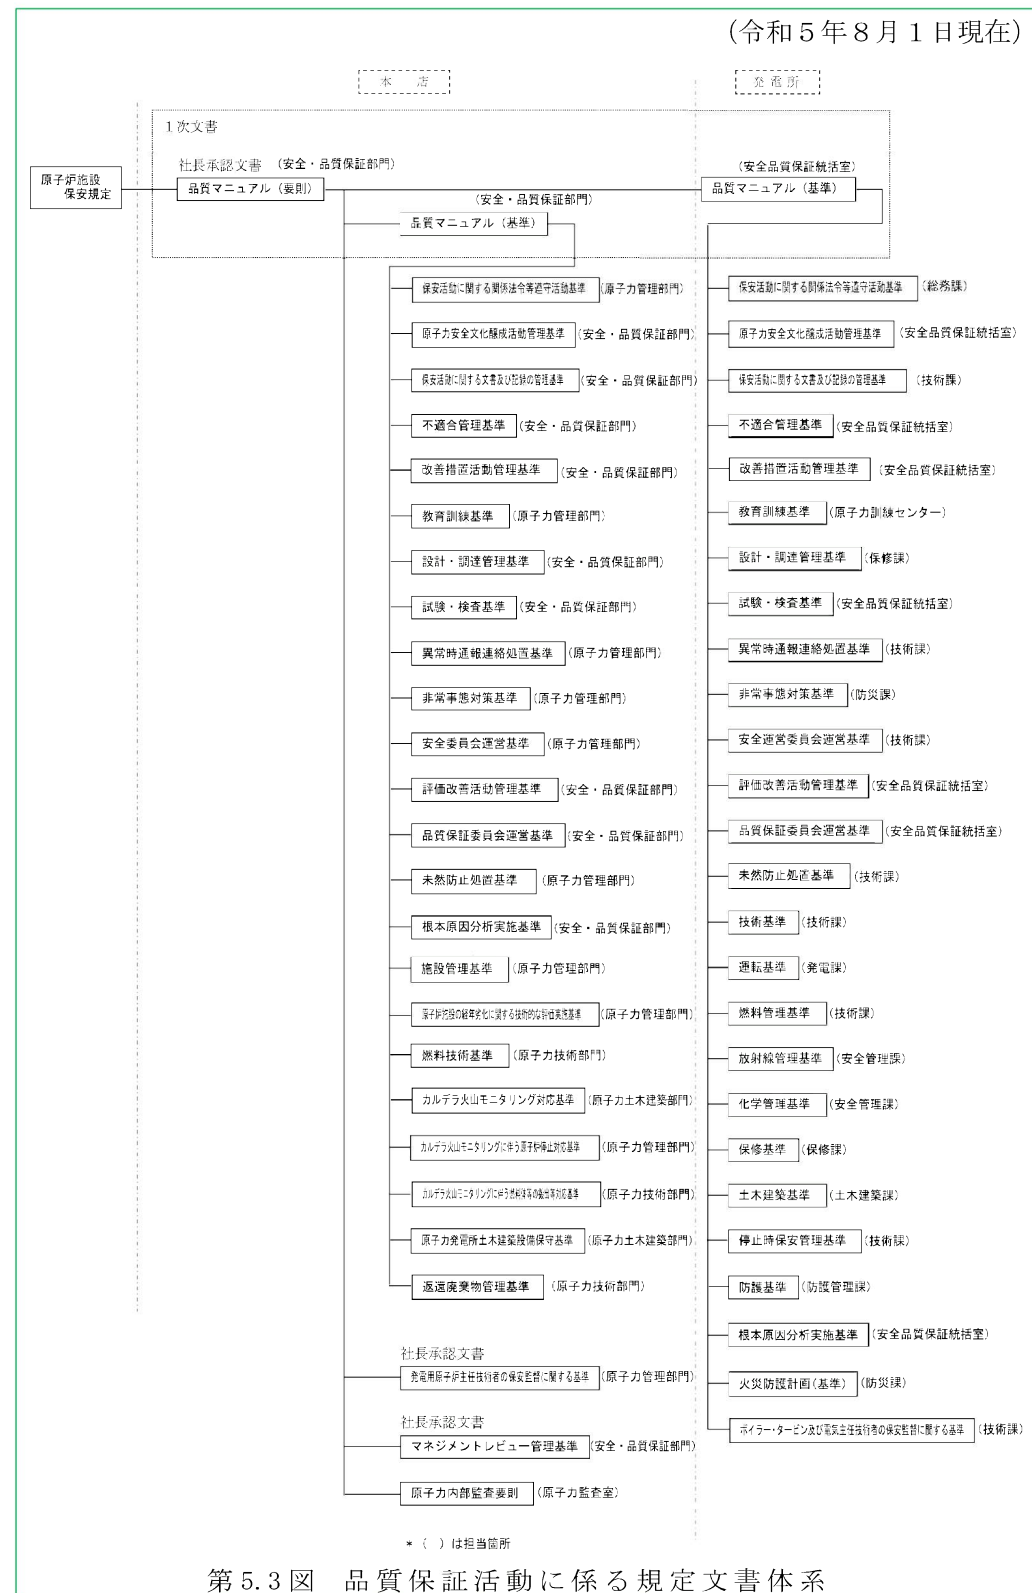 (令和５年８月１日現在)
本　店
発電所
１次文書
社長承認文書 (安全・品質保証部門)
(安全品質保証統括室)
原子炉施設
保安規定
品質マニュアル (要則)
品質マニュアル (基準)
(安全・品質保証部門)
品質マニュアル (基準)
保安活動に関する関係法令等遵守活動基準 (原子力管理部門)
保安活動に関する関係法令等遵守活動基準 (総務課)
原子力安全文化醸成活動管理基準 (安全・品質保証部門)
原子力安全文化醸成活動管理基準 (安全品質保証統括室)
保安活動に関する文書及び記録の管理基準 (安全・品質保証部門)
保安活動に関する文書及び記録の管理基準 (技術課)
不適合管理基準 (安全・品質保証部門)
不適合管理基準 (安全品質保証統括室)
改善措置活動管理基準 (安全・品質保証部門)
改善措置活動管理基準 (安全品質保証統括室)
教育訓練基準 (原子力管理部門)
教育訓練基準 (原子力訓練センター)
設計・調達管理基準 (安全・品質保証部門)
設計・調達管理基準 (保修課)
試験・検査基準 (安全・品質保証部門)
試験・検査基準 (安全品質保証統括室)
異常時通報連絡処置基準 (原子力管理部門)
異常時通報連絡処置基準 (技術課)
非常事態対策基準 (原子力管理部門)
非常事態対策基準 (防災課)
安全委員会運営基準 (原子力管理部門)
安全運営委員会運営基準 (技術課)
評価改善活動管理基準 (安全・品質保証部門)
評価改善活動管理基準 (安全品質保証統括室)
品質保証委員会運営基準 (安全・品質保証部門)
品質保証委員会運営基準 (安全品質保証統括室)
未然防止処置基準 (原子力管理部門)
未然防止処置基準 (技術課)
根本原因分析実施基準 (安全・品質保証部門)
技術基準 (技術課)
施設管理基準 (原子力管理部門)
運転基準 (発電課)
原子炉施設の経年劣化に関する技術的な評価実施基準 (原子力管理部門)
燃料管理基準 (技術課)
燃料技術基準 (原子力技術部門)
放射線管理基準 (安全管理課)
カルデラ火山モニタリング対応基準 (原子力土木建築部門)
化学管理基準 (安全管理課)
カルデラ火山モニタリングに伴う原子炉停止対応基準 (原子力管理部門)
保修基準 (保修課)
カルデラ火山モニタリングに伴う燃料体等の搬出等対応基準 (原子力技術部門)
土木建築基準 (土木建築課)
原子力発電所土木建築設備保守基準 (原子力土木建築部門)
停止時保安管理基準 (技術課)
返還廃棄物管理基準 (原子力技術部門)
防護基準 (防護管理課)
根本原因分析実施基準 (安全品質保証統括室)
社長承認文書
発電用原子炉主任技術者の保安監督に関する基準 (原子力管理部門)
火災防護計画(基準) (防災課)
社長承認文書
ボイラー・タービン及び電気主任技術者の保安監督に関する基準 (技術課)
マネジメントレビュー管理基準 (安全・品質保証部門)
原子力内部監査要則 (原子力監査室)
＊ (　) は担当箇所
第5.3図　品質保証活動に係る規定文書体系